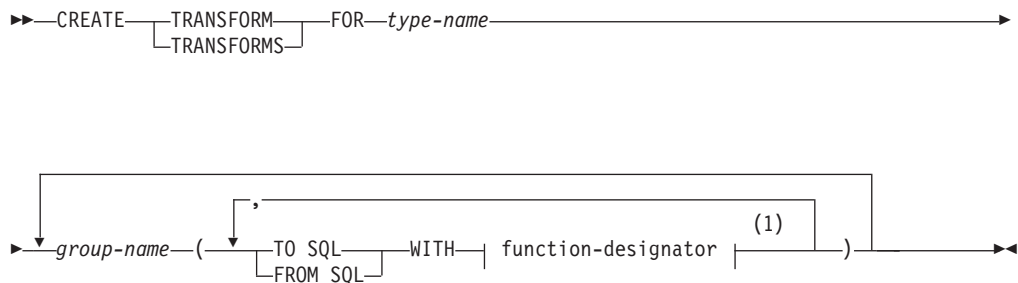 CREATE TRANSFORM FOR type-name
TRANSFORMS
,
(1)
group-name ( TO SQL WITH function-designator )
FROM SQL